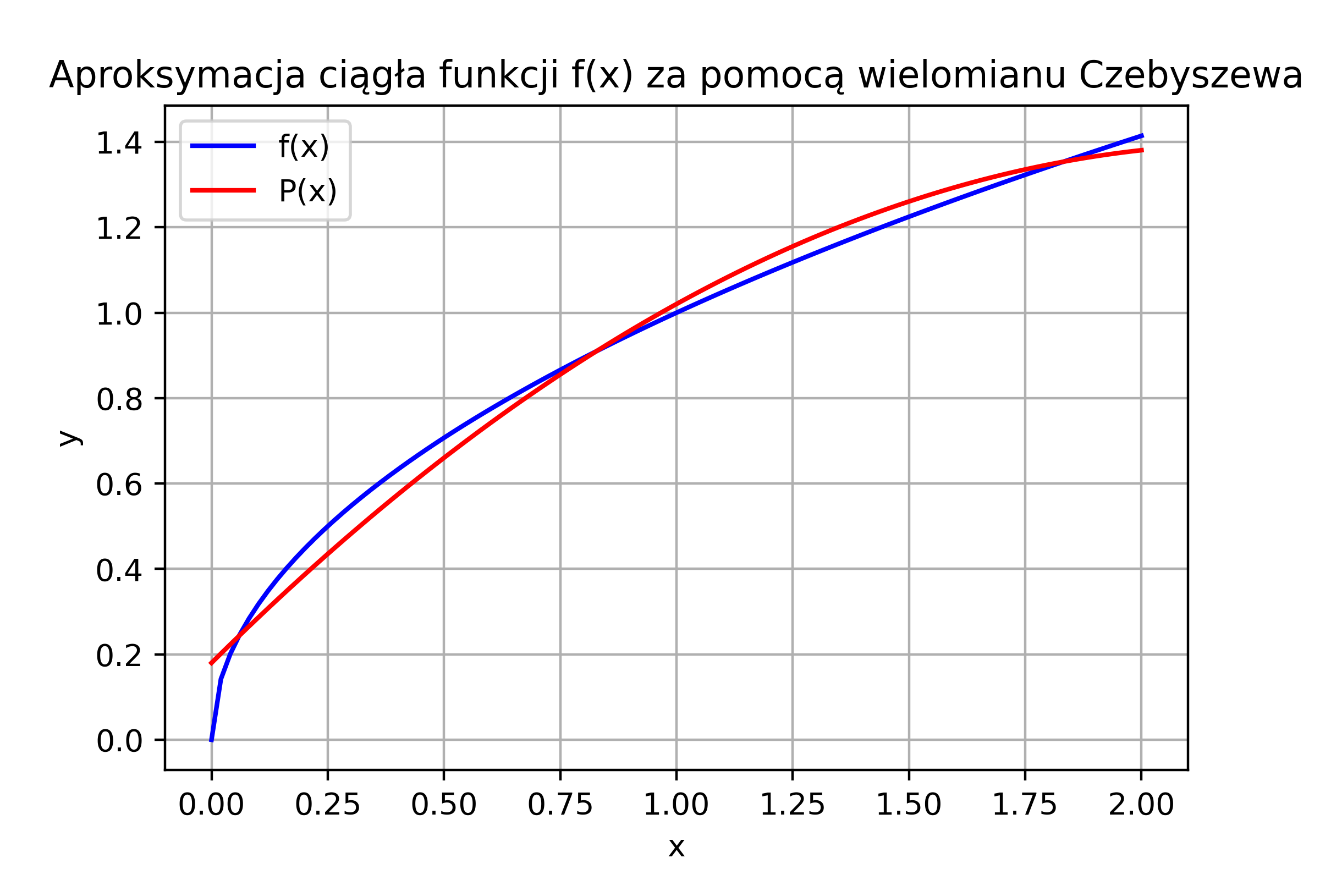 Aproksymacja ciągła funkcji f(x) za pomocą wielomianu Czebyszewa
f(x)
P(x)
1.4
1.2
1.0
0.8
0.6
0.4
0.2
0.0
y
0.00 0.25 0.50 0.75 1.00 1.25 1.50 1.75 2.00
x